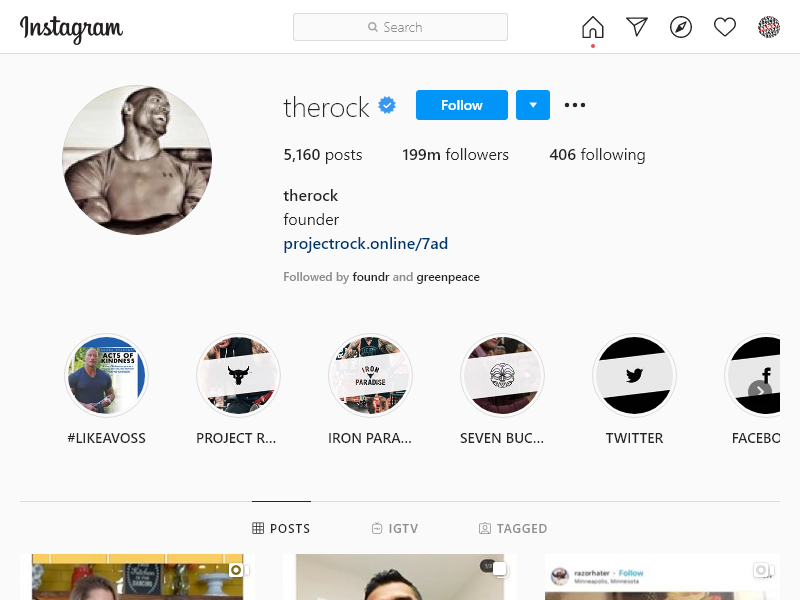 Instagram
Search
therock
Follow
5,160 posts 199m followers 406 following
therock
founder
projectrock.online/7ad
Followed by foundr and greenpeace
ACTS OF
KINDNESS
IRON
PARADISE
#LIKEAVOSS PROJECT R... IRON PARA... SEVEN BUC... TWITTER FACEBO
POSTS IGTV TAGGED
razorhater · Follow
Minneapolis, Minnesota